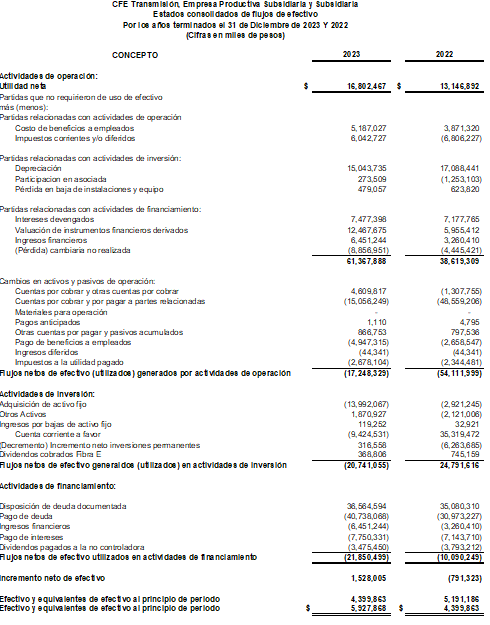 CFE Transmisión, Empresa Productiva Subsidiaria y Subsidiaria
Estados consolidados de flujos de efectivo
Por los años terminados el 31 de Diciembre de 2023 Y 2022
(Cifras en miles de pesos)
CONCEPTO 2023 2022
Actividades de operación:
Utilidad neta $ 16,802,467 $ 13,146,892
Partidas que no requirieron de uso de efectivo
más (menos):
Partidas relacionadas con actividades de operación
Costo de beneficios a empleados 5,187,027 3,871,320
Impuestos corrientes y/o diferidos 6,042,727 (6,806,227)
Partidas relacionadas con actividades de inversión:
Depreciación 15,043,735 17,088,441
Participacion en asociada 273,509 (1,253,103)
Pérdida en baja de instalaciones y equipo 479,057 623,820
Partidas relacionadas con actividades de financiamiento:
Intereses devengados 7,477,398 7,177,765
Valuación de instrumentos financieros derivados 12,467,675 5,955,412
Ingresos financieros 6,451,244 3,260,410
(Pérdida) cambiaria no realizada (8,856,951) (4,445,421)
61,367,888 38,619,309
Cambios en activos y pasivos de operación:
Cuentas por cobrar y otras cuentas por cobrar 4,609,817 (1,307,755)
Cuentas por cobrar y por pagar a partes relacionadas (15,056,249) (48,559,206)
Materiales para operación - -
Pagos anticipados 1,110 4,795
Otras cuentas por pagar y pasivos acumulados 866,753 797,536
Pago de beneficios a empleados (4,947,315) (2,658,547)
Ingresos diferidos (44,341) (44,341)
Impuestos a la utilidad pagado (2,678,104) (2,344,481)
Flujos netos de efectivo (utilizados) generados por actividades de operación (17,248,329) (54,111,999)
Actividades de inversión:
Adquisición de activo fijo (13,992,067) (2,921,245)
Otros Activos 1,870,927 (2,121,006)
Ingresos por bajas de activo fijo 119,252 32,921
Cuenta corriente a favor (9,424,531) 35,319,472
(Decremento) Incremento neto inversiones permanentes 316,558 (6,263,685)
Dividendos cobrados Fibra E 368,806 745,159
Flujos netos de efectivo generaldos (utilizados) en actividades de inversión (20,741,055) 24,791,616
Actividades de financiamiento:
Disposición de deuda documentada 36,564,594 35,080,310
Pago de deuda (40,738,068) (30,973,227)
Ingresos financieros (6,451,244) (3,260,410)
Pago de intereses (7,750,331) (7,143,710)
Dividendos pagados a la no controladora (3,475,450) (3,793,212)
Flujos netos de efectivo utilizados en actividades de financiamiento (21,850,499) (10,090,249)
Incremento neto de efectivo 1,528,005 (791,323)
Efectivo y equivalentes de efectivo al principio de periodo 4,399,863 5,191,186
Efectivo y equivalentes de efectivo al principio de periodo $ 5,927,868 $ 4,399,863